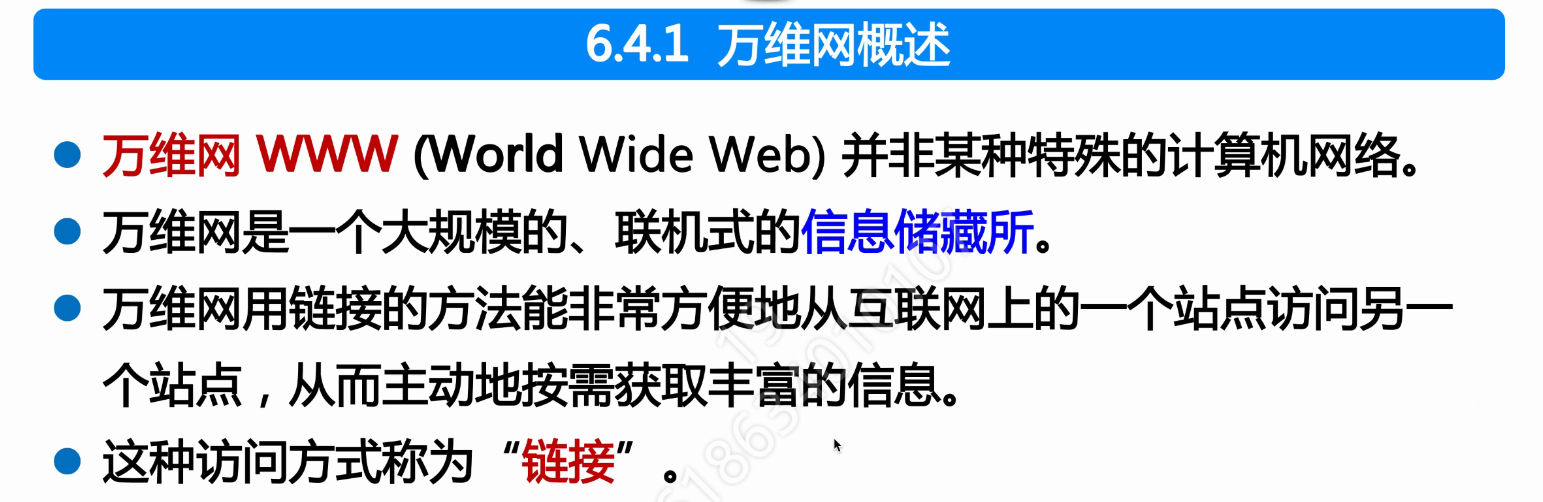 6.4.1 万维网概述
万维网 WWW (World Wide Web) 并非某种特殊的计算机网络。
万维网是一个大规模的、联机式的信息储藏所。
万维网用链接的方法能非常方便地从互联网上的一个站点访问另一
个站点，从而主动地按需获取丰富的信息。
这种访问方式称为“链接”。